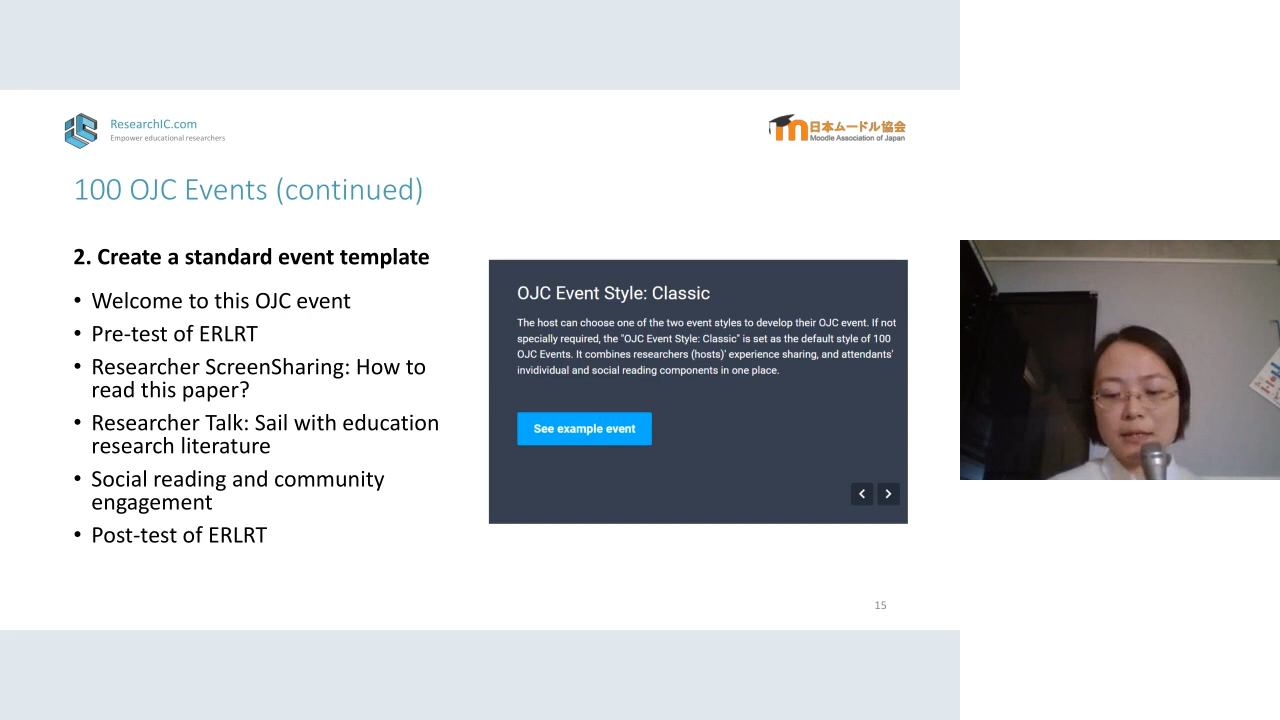 ResearchIC.com
Empower educational researchers
日本ムードル協会
Moodle Association of Japan
100 OJC Events (continued)
2. Create a standard event template
• Welcome to this OJC event
• Pre-test of ERLRT
• Researcher ScreenSharing: How to
read this paper?
• Researcher Talk: Sail with education
research literature
• Social reading and community
engagement
• Post-test of ERLRT
OJC Event Style: Classic
The host can choose one of the two event styles to develop their OJC event. If not
specially required, the "OJC Event Style: Classic" is set as the default style of 100
OJC Events. It combines researchers (hosts)' experience sharing, and attendants'
invidividual and social reading components in one place.
See example event
15